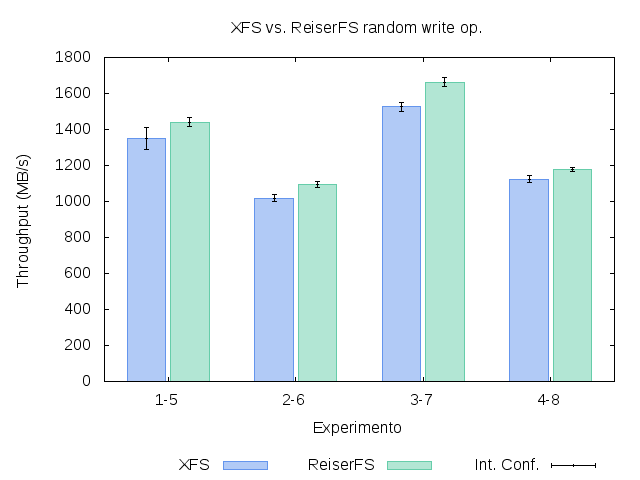 XFS vs. ReiserFS random write op.
1800
1600
1400
1200
1000
800
600
400
200
0
Throughput (MB/s)
1-5 2-6 3-7 4-8
Experimento
XFS ReiserFS Int. Conf.